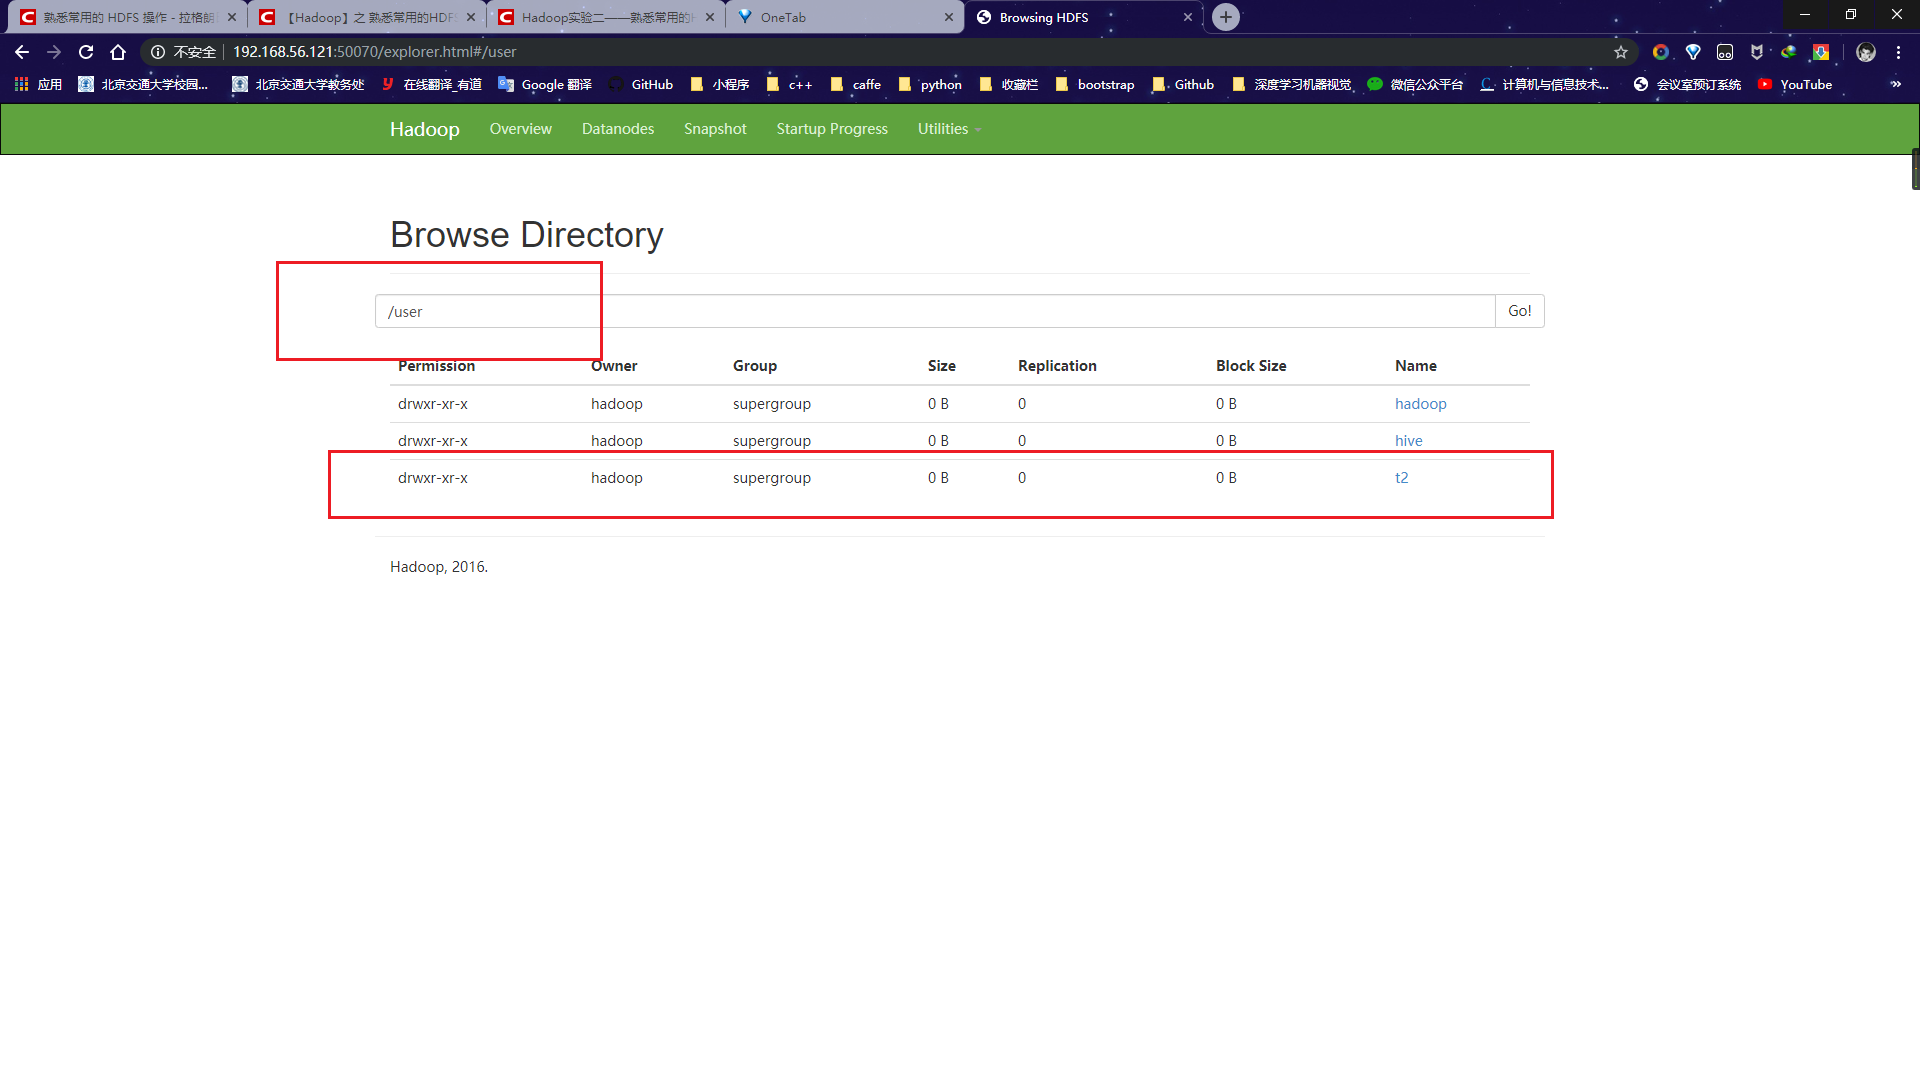 熟悉常用的 HDFS 操作 - 拉格朗
【Hadoop】之 熟悉常用的HDFS
Hadoop实验二——熟悉常用的H
OneTab
Browsing HDFS
不安全 192.168.56.121:50070/explorer.html#/user
应用 北京交通大学校园... 北京交通大学教务处 在线翻译_有道 Google 翻译 GitHub 小程序 c++ caffe python 收藏栏 bootstrap Github 深度学习机器视觉 微信公众平台 计算机与信息技术... 会议室预订系统 YouTube »
Hadoop Overview Datanodes Snapshot Startup Progress Utilities
Browse Directory
/user Go!
Permission Owner Group Size Replication Block Size Name
drwxr-xr-x hadoop supergroup 0 B 0 0 B hadoop
drwxr-xr-x hadoop supergroup 0 B 0 0 B hive
drwxr-xr-x hadoop supergroup 0 B 0 0 B t2
Hadoop, 2016.